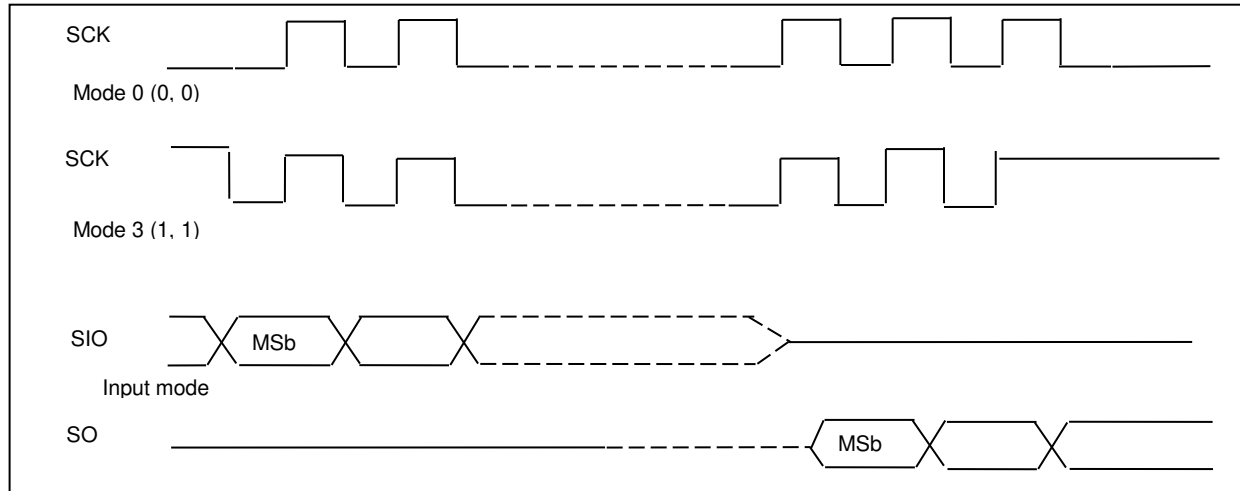 SCK
Mode 0 (0, 0)
SCK
Mode 3 (1, 1)
SIO
MSb
Input mode
SO
MSb